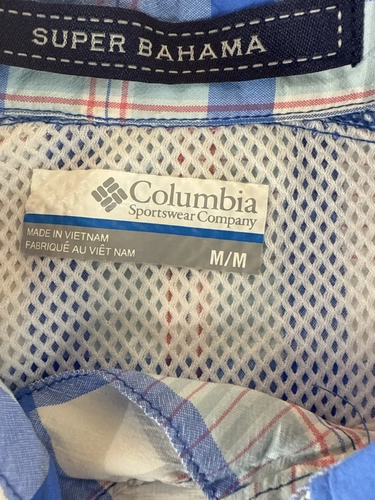 SUPER BAHAMA
Columbia
Sportswear Company
MADE IN VIETNAM
FABRIQUÉ AU VIÊT NAM
M/M